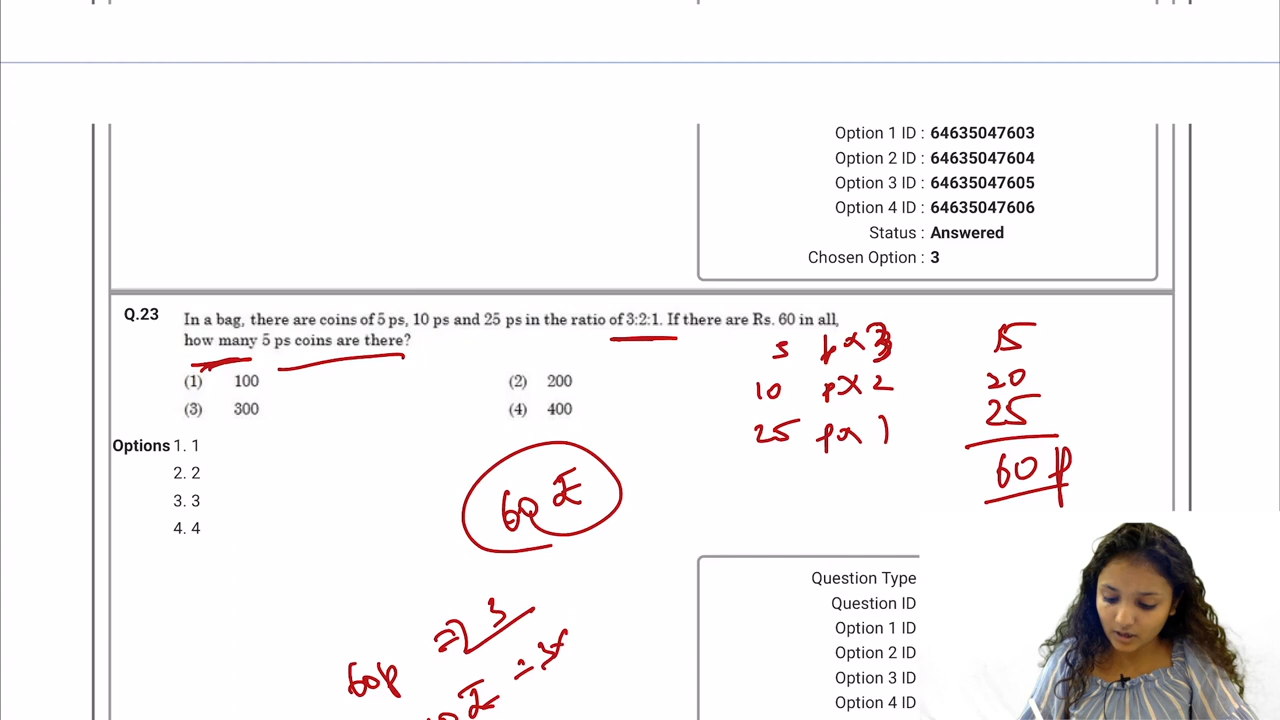 Option 1 ID : 64635047603
Option 2 ID : 64635047604
Option 3 ID : 64635047605
Option 4 ID : 64635047606
Status : Answered
Chosen Option : 3
Q.23 In a bag, there are coins of 5 ps, 10 ps and 25 ps in the ratio of 3:2:1. If there are Rs. 60 in all,
how many 5 ps coins are there?
(1) 100 (2) 200
(3) 300 (4) 400
Options 1. 1
2. 2
3. 3
4. 4
5 p x 3 15
10 p x 2 20
25 p x 1 25
60 p
60 ₹
=> 3
60p
Question Type
Question ID
Option 1 ID
Option 2 ID
Option 3 ID
Option 4 ID